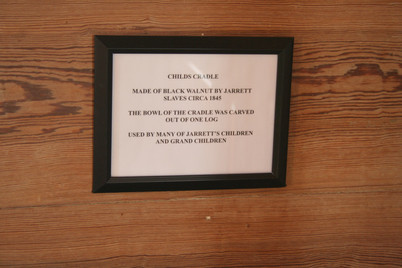 CHILDS CRADLE
MADE OF BLACK WALNUT BY JARRETT
SLAVES CIRCA 1845
THE BOWL OF THE CRADLE WAS CARVED
OUT OF ONE LOG
USED BY MANY OF JARRETT'S CHILDREN
AND GRAND CHILDREN